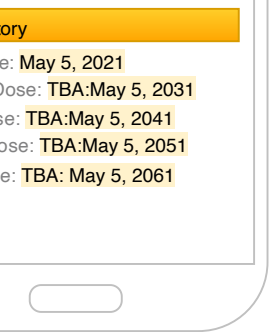 tory
e: May 5, 2021
Dose: TBA:May 5, 2031
se: TBA:May 5, 2041
ose: TBA:May 5, 2051
e: TBA: May 5, 2061